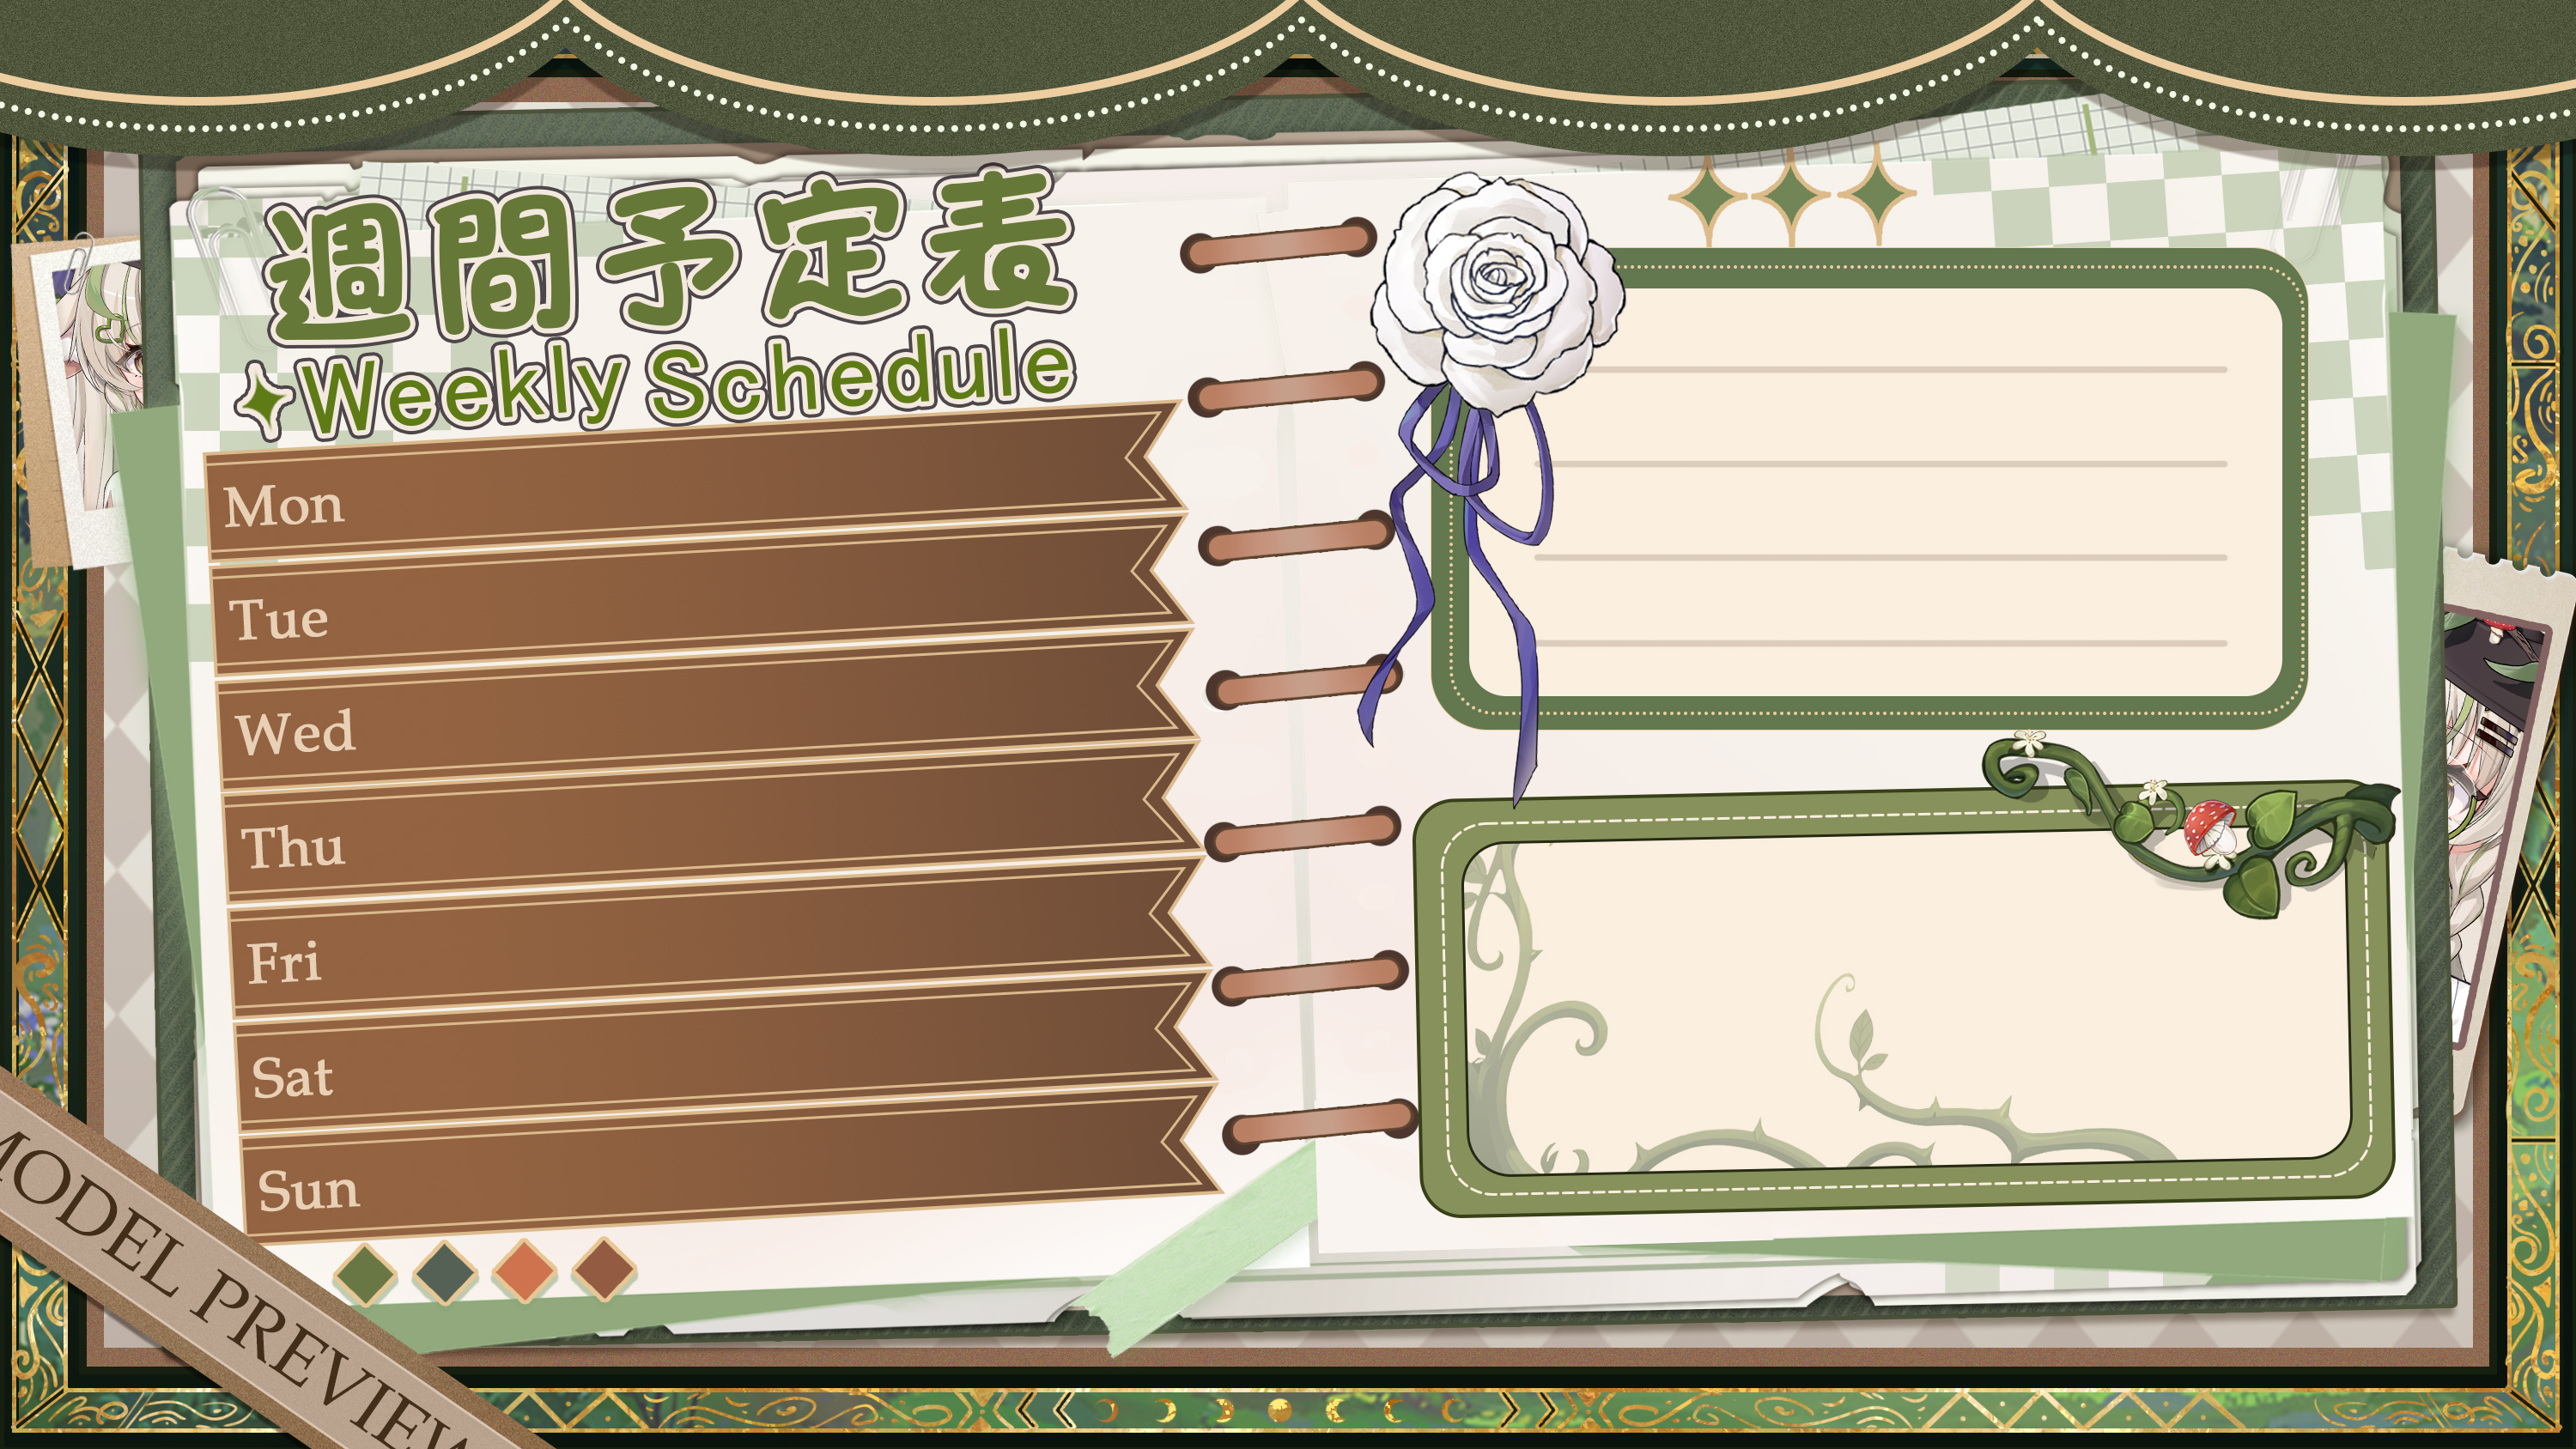 週間予定表
Weekly Schedule
Mon
Tue
Wed
Thu
Fri
Sat
Sun
MODEL PREVIEW